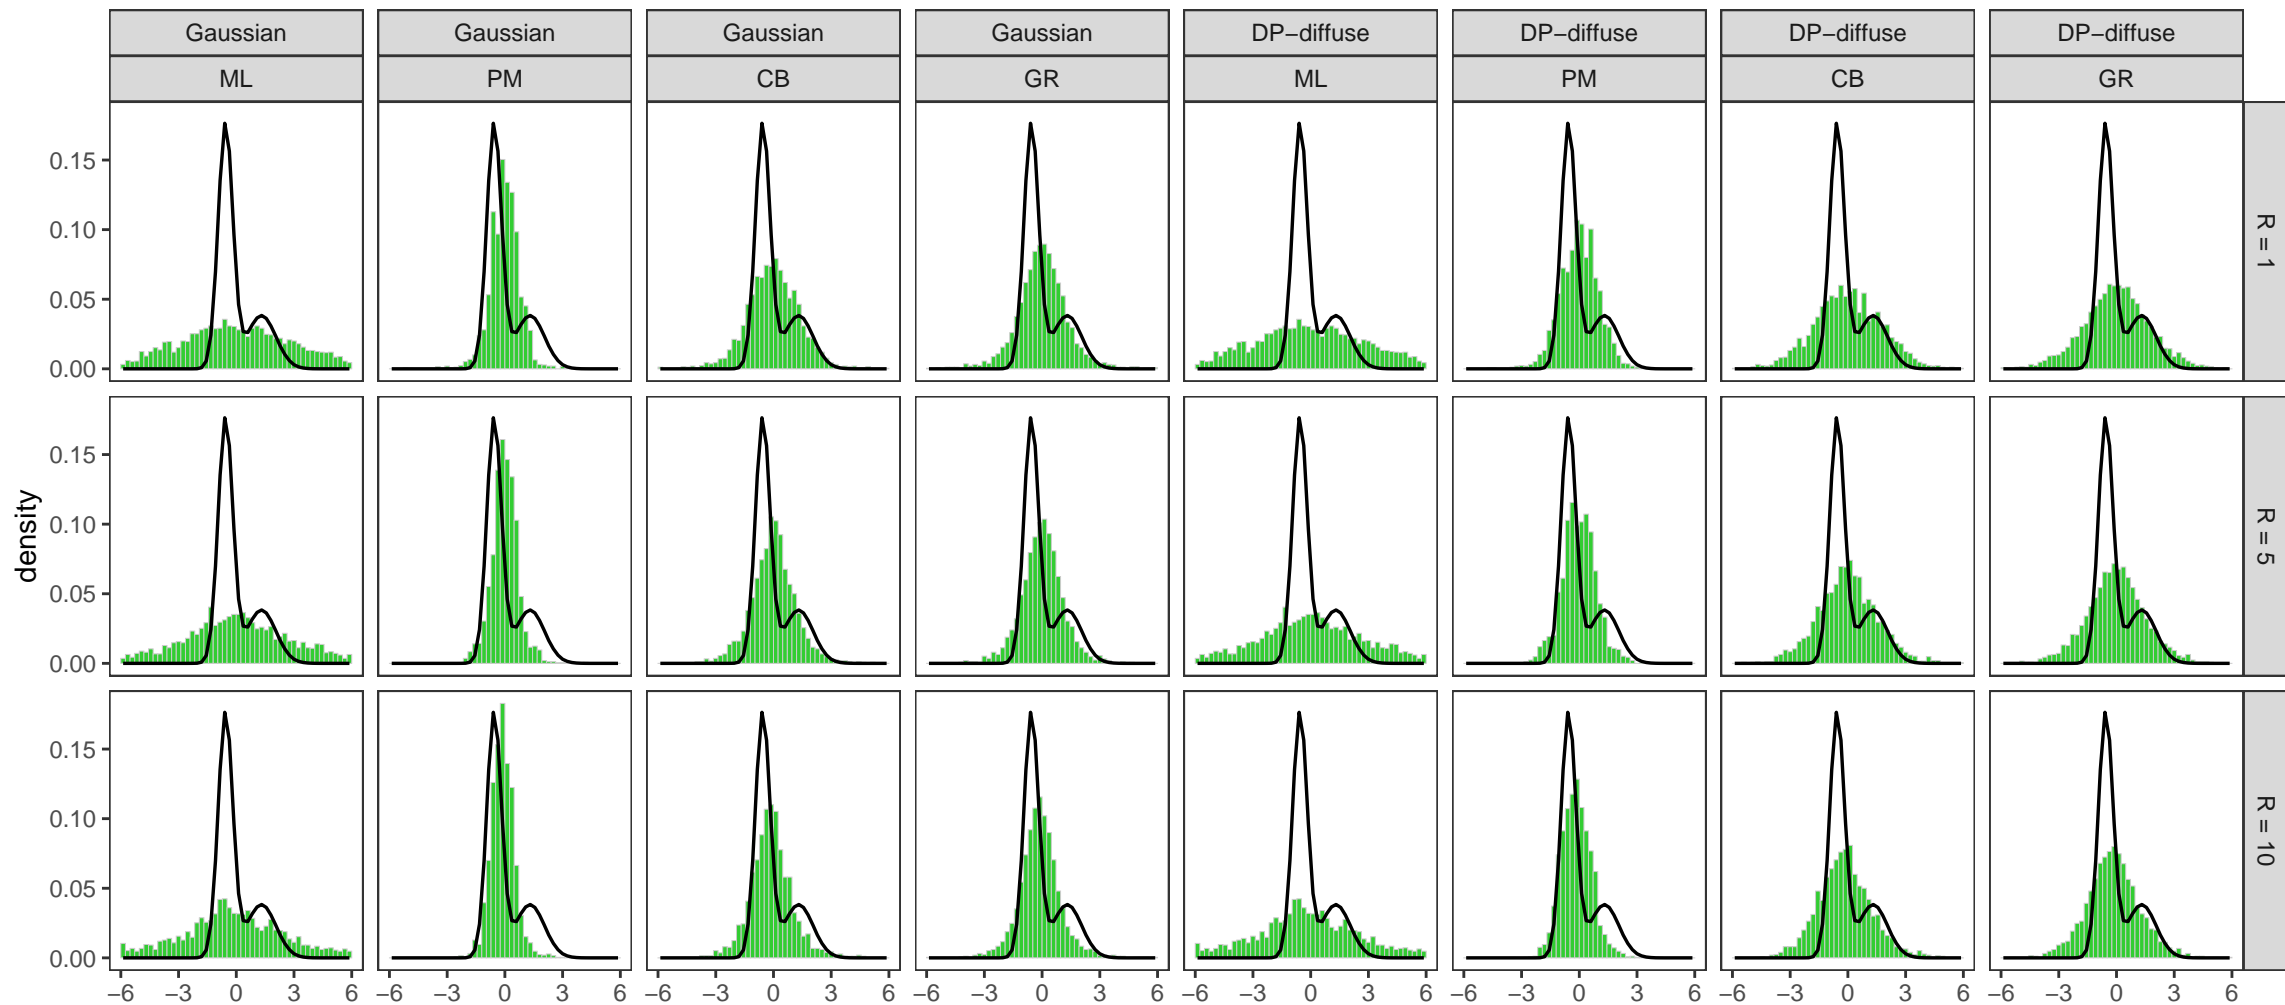 Gaussian Gaussian Gaussian Gaussian DP−diffuse DP−diffuse DP−diffuse DP−diffuse
ML PM CB GR ML PM CB GR
0.15
0.10
0.05
0.00
R = 1
density
0.15
0.10
0.05
0.00
R = 5
0.15
0.10
0.05
0.00
R = 10
−6 −3 0 3 6 −6 −3 0 3 6 −6 −3 0 3 6 −6 −3 0 3 6 −6 −3 0 3 6 −6 −3 0 3 6 −6 −3 0 3 6 −6 −3 0 3 6